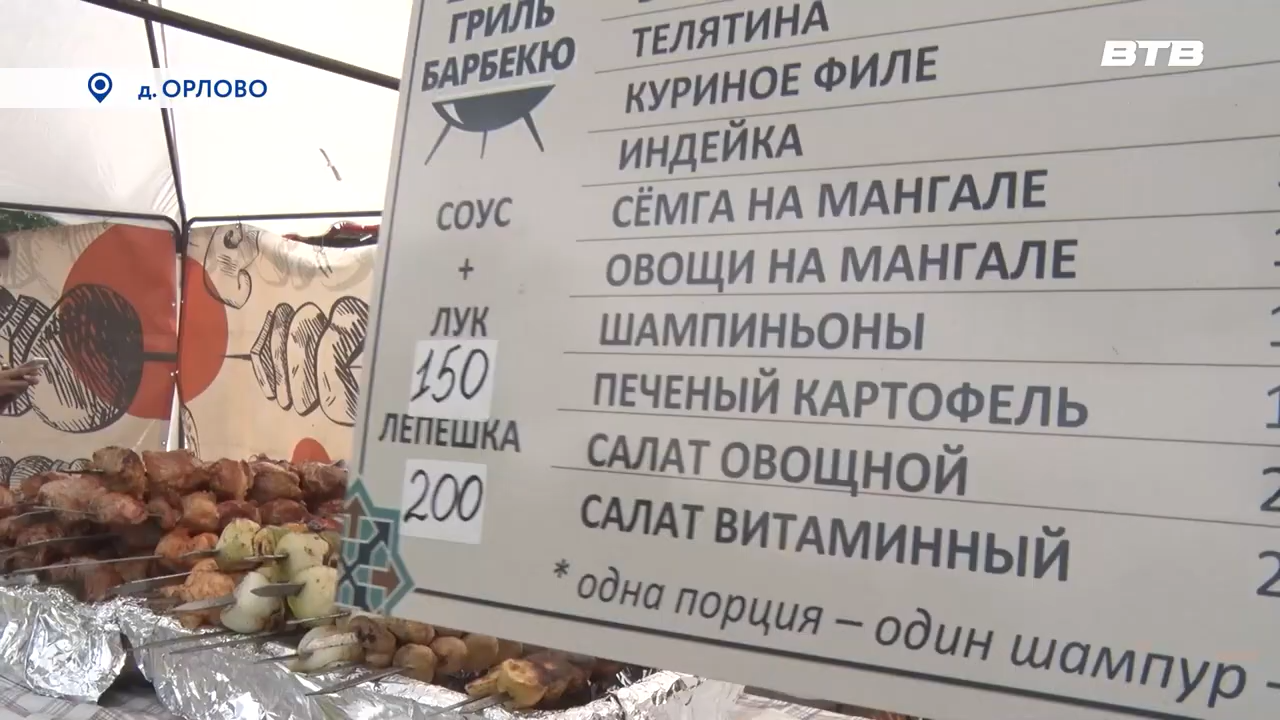 ВТВ
д. ОРЛОВО
ГРИЛЬ
БАРБЕКЮ
СОУС
+
ЛУК
150
ЛЕПЕШКА
200
ТЕЛЯТИНА
КУРИНОЕ ФИЛЕ
ИНДЕЙКА
СЁМГА НА МАНГАЛЕ
ОВОЩИ НА МАНГАЛЕ
ШАМПИНЬОНЫ
ПЕЧЕНЫЙ КАРТОФЕЛЬ
САЛАТ ОВОЩНОЙ
САЛАТ ВИТАМИННЫЙ
* одна порция – один шампур -